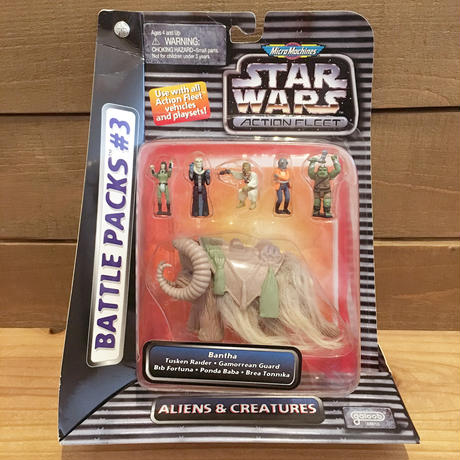 Ages 4 and Up
WARNING:
CHOKING HAZARD-Small parts.
Not for children under 3 years.
MicroMachines
STAR
WARS
ACTION FLEET
Use with all
Action Fleet
vehicles
and playsets!
BATTLE PACKS #3
Bantha
Tusken Raider • Gamorrean Guard
Bib Fortuna • Ponda Baba • Brea Tonnika
ALIENS & CREATURES
galoob